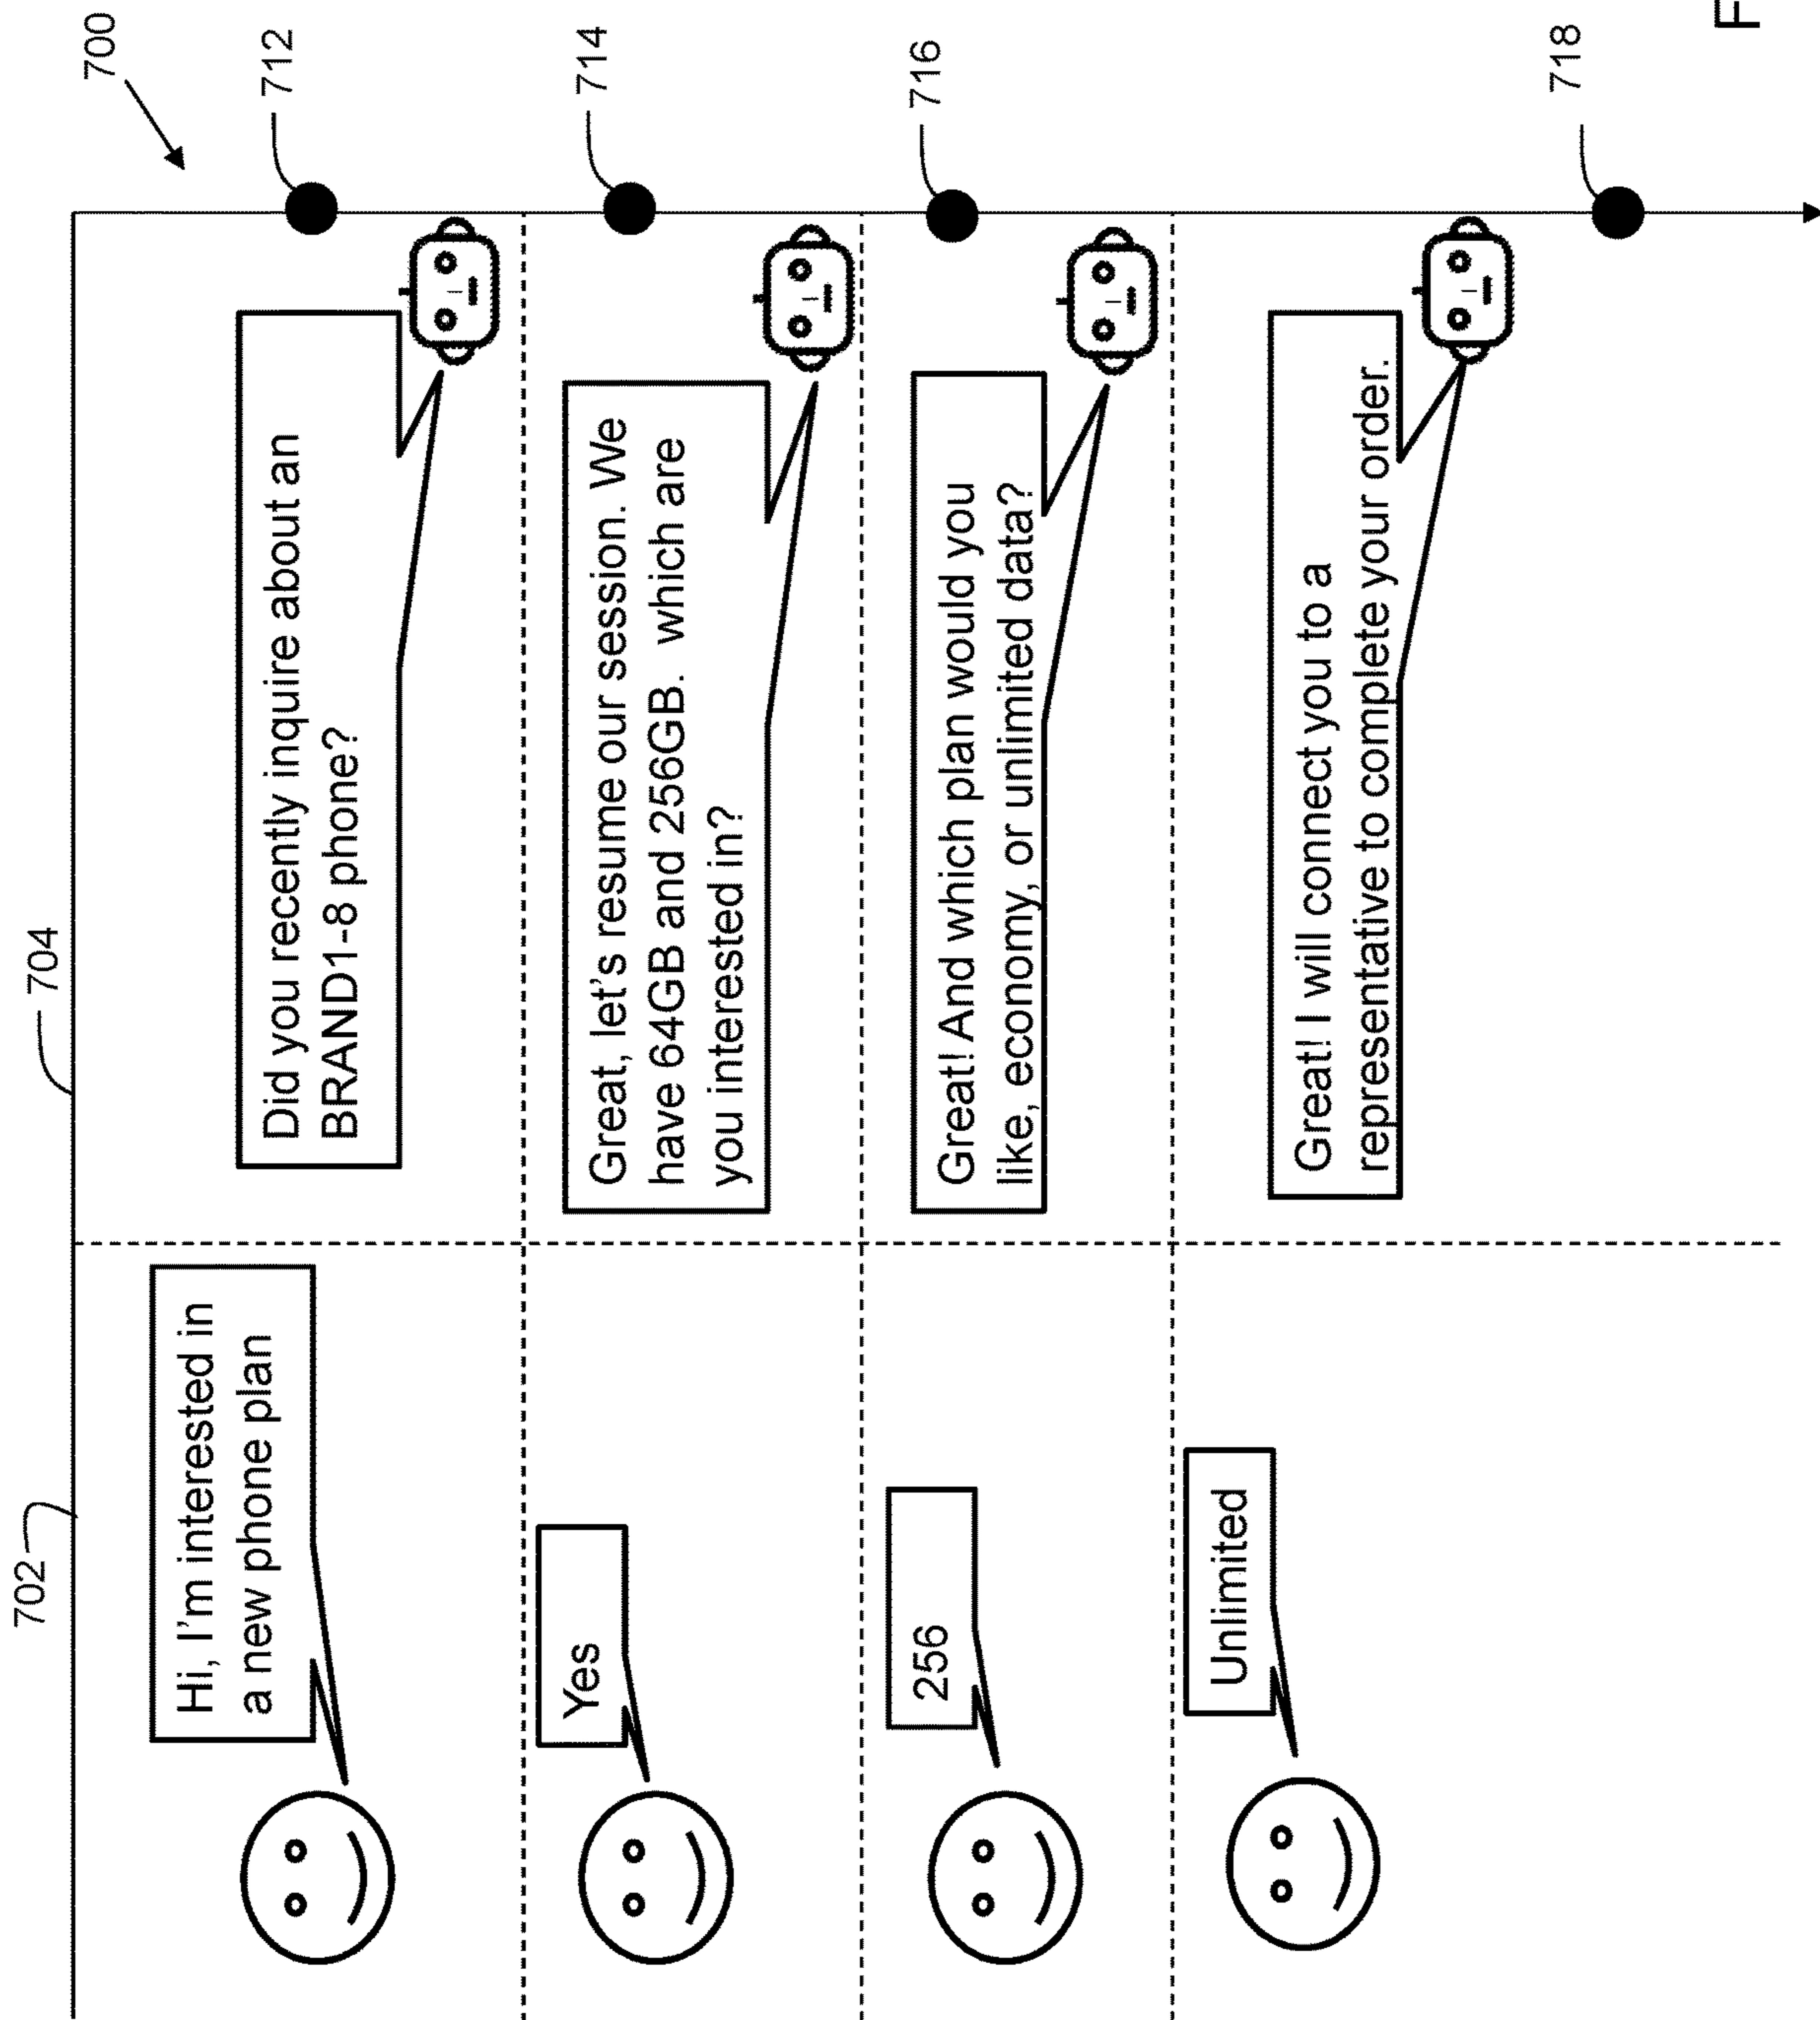 700
702
704
Hi, I'm interested in
a new phone plan
Did you recently inquire about an
BRAND1-8 phone?
712
Yes
Great, let's resume our session. We
have 64GB and 256GB.  which are
you interested in?
714
256
Great! And which plan would you
like, economy, or unlimited data?
716
Unlimited
Great! I will connect you to a
representative to complete your order.
718
F